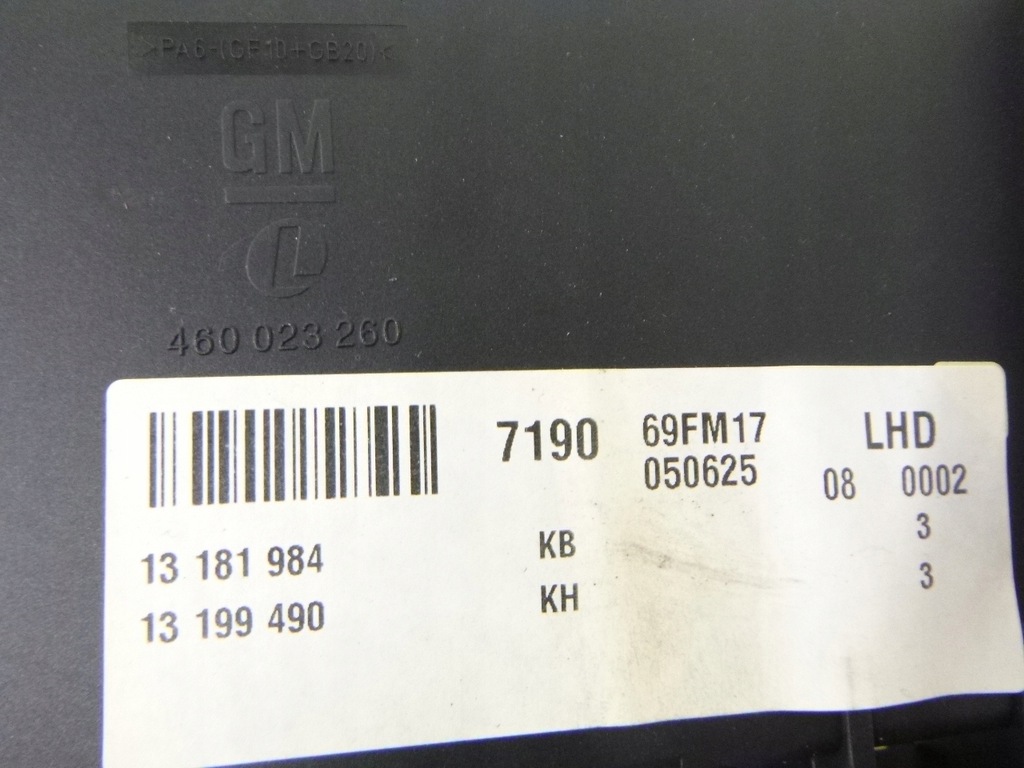 >PA6-(GF10+GB20)<
GM
L
460 023 260
7190 69FM17 LHD
050625 08 0002
13 181 984 KB 3
13 199 490 KH 3